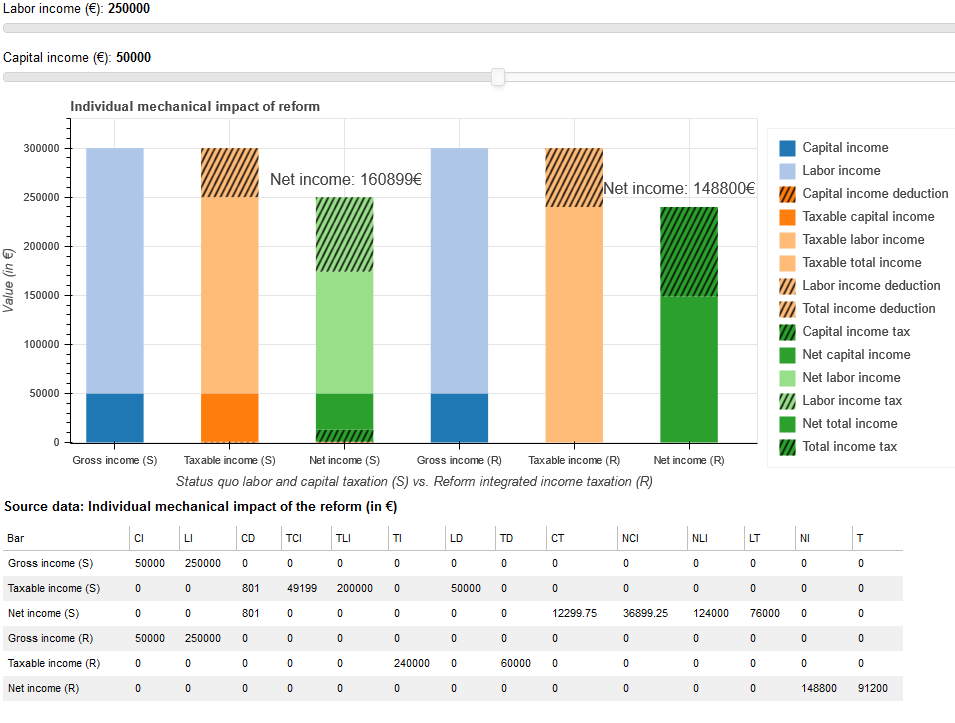 Labor income (€): 250000
Capital income (€): 50000
Individual mechanical impact of reform
Value (in €)
300000
250000
200000
150000
100000
50000
0
Net income: 160899€
Net income: 148800€
Gross income (S) Taxable income (S) Net income (S) Gross income (R) Taxable income (R) Net income (R)
Status quo labor and capital taxation (S) vs. Reform integrated income taxation (R)
Capital income
Labor income
Capital income deduction
Taxable capital income
Taxable labor income
Taxable total income
Labor income deduction
Total income deduction
Capital income tax
Net capital income
Net labor income
Labor income tax
Net total income
Total income tax
Source data: Individual mechanical impact of the reform (in €)
Bar CI LI CD TCI TLI TI LD TD CT NCI NLI LT NI T
Gross income (S) 50000 250000 0 0 0 0 0 0 0 0 0 0 0 0
Taxable income (S) 0 0 801 49199 200000 0 50000 0 0 0 0 0 0 0
Net income (S) 0 0 801 0 0 0 0 0 12299.75 36899.25 124000 76000 0 0
Gross income (R) 50000 250000 0 0 0 0 0 0 0 0 0 0 0 0
Taxable income (R) 0 0 0 0 0 240000 0 60000 0 0 0 0 0 0
Net income (R) 0 0 0 0 0 0 0 0 0 0 0 0 148800 91200